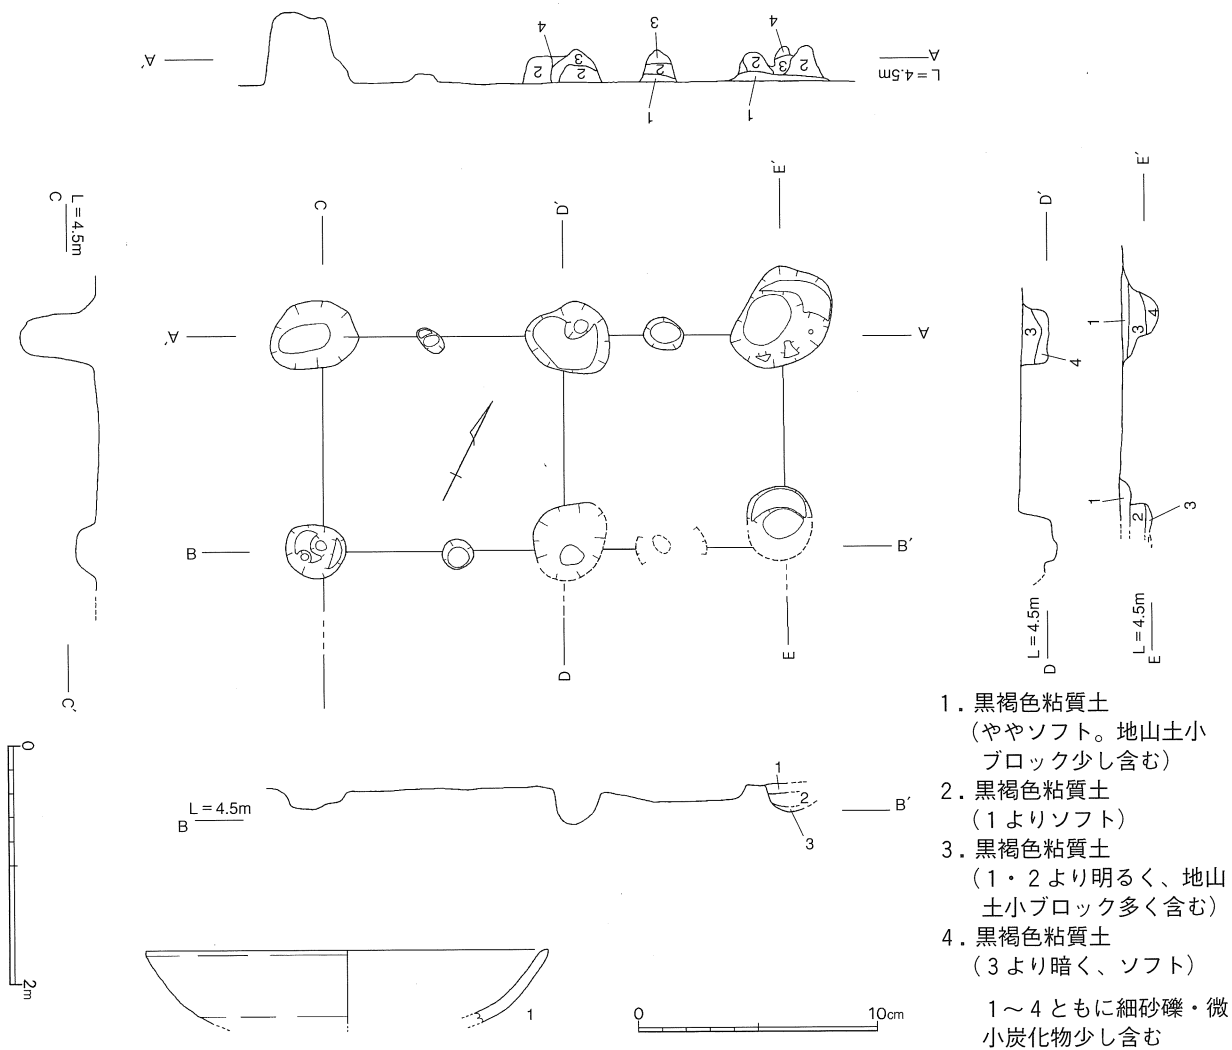 4
3
4
A′
2
3
2
2
2
3
2
A
L=4.5m
1
1
E′
C
L=4.5m
C
D′
D′
E′
A′
A
1
3
4
3
4
B
B′
1
2
3
C′
D
E
L=4.5m
D
L=4.5m
E
0
2m
B
L=4.5m
1
2
3
B′
1
0
10cm
1．黒褐色粘質土
（ややソフト。地山土小
ブロック少し含む）
2．黒褐色粘質土
（1よりソフト）
3．黒褐色粘質土
（1・2より明るく、地山
土小ブロック多く含む）
4．黒褐色粘質土
（3より暗く、ソフト）
1～4ともに細砂礫・微
小炭化物少し含む